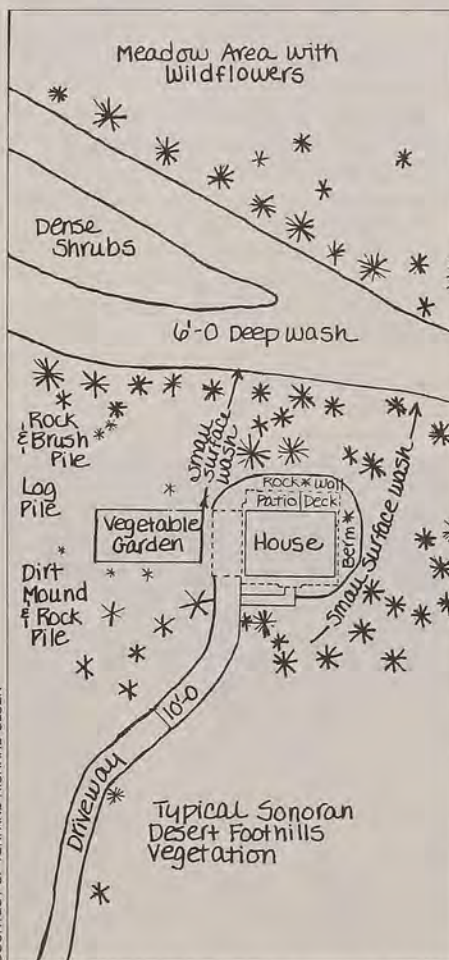 Meadow Area with
Wildflowers
Dense
Shrubs
6'-0 Deep wash
Rock
& Brush
Pile
Small
surface
wash
Log
Pile
Rock Wall
Patio Deck
Vegetable
Garden
House
Berm
Small Surface wash
Dirt
Mound
& Rock
Pile
10'-0
Driveway
Typical Sonoran
Desert Foothills
Vegetation